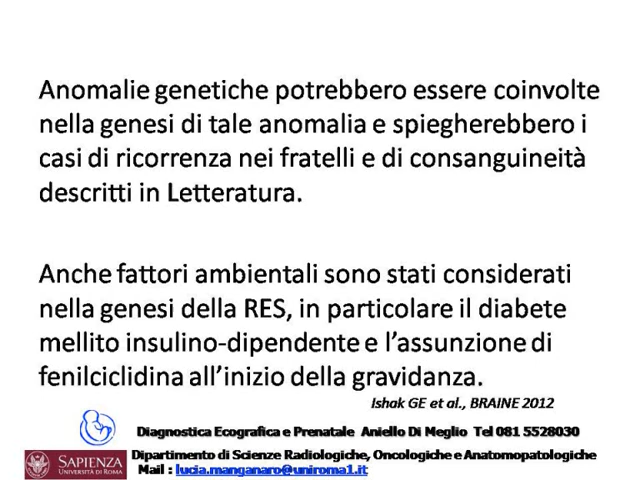 Anomalie genetiche potrebbero essere coinvolte
nella genesi di tale anomalia e spiegherebbero i
casi di ricorrenza nei fratelli e di consanguineità
descritti in Letteratura.
Anche fattori ambientali sono stati considerati
nella genesi della RES, in particolare il diabete
mellito insulino-dipendente e l'assunzione di
fenilciclidina all'inizio della gravidanza.
Ishak GE et al., BRAiNE 2012
Diagnostica Ecografica e Prenatale Aniello Di Meglio Tel 081 5528030
SAPIENZA
UNIVERSITÀ DI ROMA
Dipartimento di Scienze Radiologiche, Oncologiche e Anatomopatologiche
Mail : lucia.manganaro@uniroma1.it